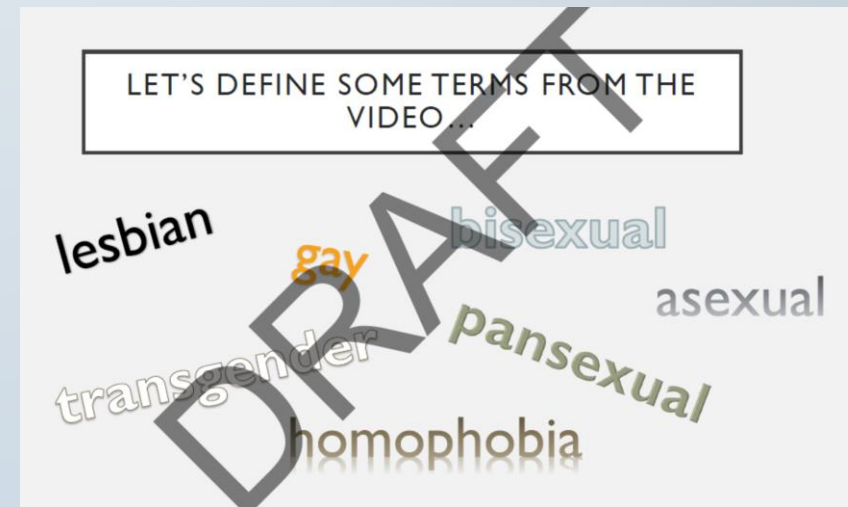 LET'S DEFINE SOME TERMS FROM THE
VIDEO...
lesbian
gay
bisexual
asexual
transgender
pansexual
homophobia
DRAFT